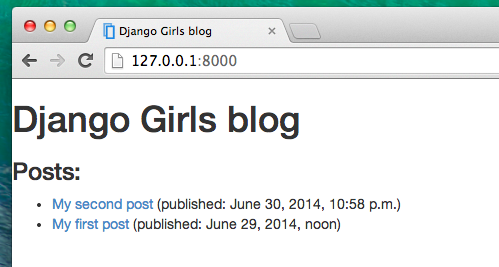 Django Girls blog
127.0.0.1:8000
Django Girls blog
Posts:
My second post (published: June 30, 2014, 10:58 p.m.)
My first post (published: June 29, 2014, noon)